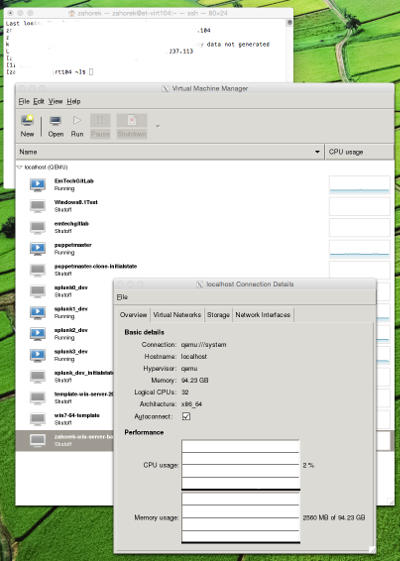 zahorek — zahorek@et-virt104:~ — ssh — 80×24
Last
.104
key data not generated
.237.113
rt104 ~]$
Virtual Machine Manager
File Edit View Help
New Open Run Pause Shutdown
Name CPU usage
localhost (QEMU)
EmTechGitLab
Running
Windows8.1Test
Shutoff
emtechgitlab
Shutoff
puppetmaster
Running
puppetmaster-clone-initialstate
Shutoff
splunk0_dev
Shutoff
splunk1_dev
Running
splunk2_dev
Running
splunk3_dev
Running
splunk_dev_initialstate
Shutoff
template-win-server-20
Shutoff
win7-64-template
Shutoff
zahorek-win-server-ba
Shutoff
localhost Connection Details
File
Overview Virtual Networks Storage Network Interfaces
Basic details
Connection: qemu:///system
Hostname: localhost
Hypervisor: qemu
Memory: 94.23 GB
Logical CPUs: 32
Architecture: x86_64
Autoconnect:
Performance
CPU usage: 2 %
Memory usage: 2560 MB of 94.23 GB